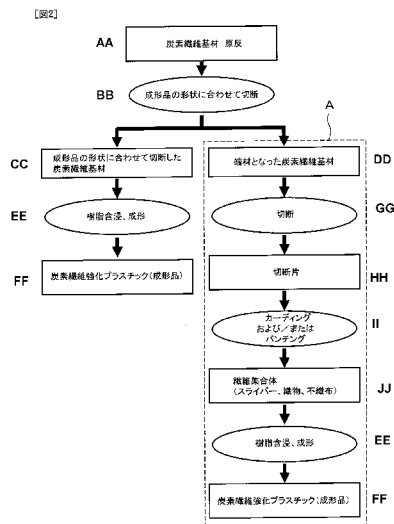 [図2]
AA
炭素繊維基材 原反
BB
成形品の形状に合わせて切断
A
CC
成形品の形状に合わせて切断した
炭素繊維基材
端材となった炭素繊維基材
DD
EE
樹脂含浸、成形
切断
GG
FF
炭素繊維強化プラスチック(成形品)
切断片
HH
カーディング
および/または
パンチング
II
繊維集合体
(スライバー、織物、不織布)
JJ
樹脂含浸、成形
EE
炭素繊維強化プラスチック(成形品)
FF